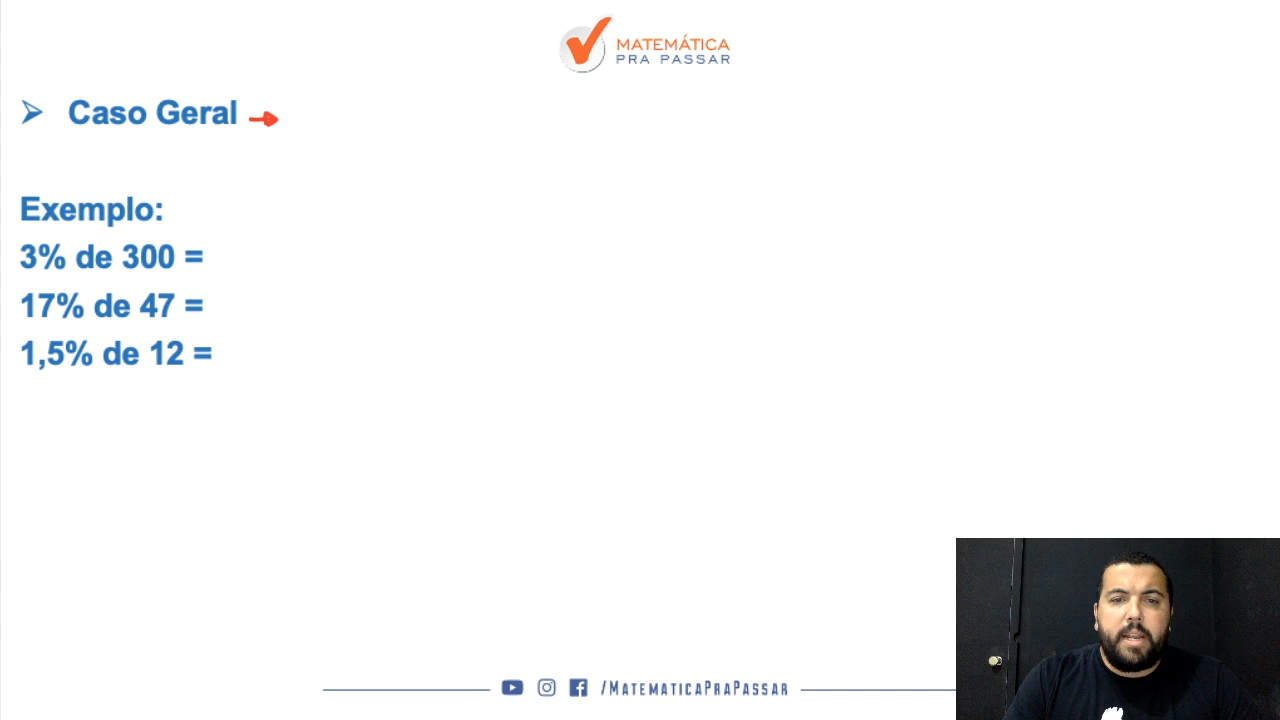 MATEMÁTICA
PRA PASSAR
Caso Geral
Exemplo:
3% de 300 =
17% de 47 =
1,5% de 12 =
/MATEMATICAPRAPASSAR